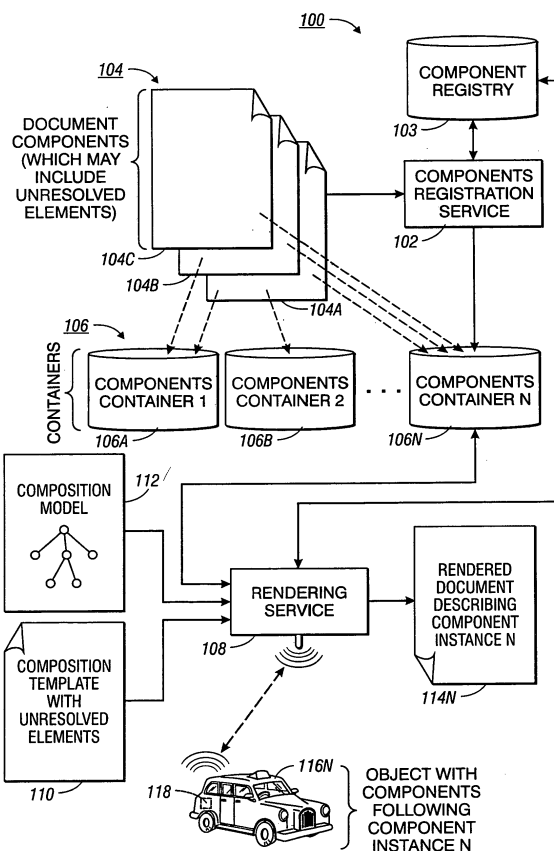 100
104
DOCUMENT
COMPONENTS
(WHICH MAY
INCLUDE
UNRESOLVED
ELEMENTS)
104C
104B
104A
COMPONENT
REGISTRY
103
COMPONENTS
REGISTRATION
SERVICE
102
106
CONTAINERS
COMPONENTS
CONTAINER 1
106A
COMPONENTS
CONTAINER 2
106B
. . .
COMPONENTS
CONTAINER N
106N
112
COMPOSITION
MODEL
RENDERING
SERVICE
108
RENDERED
DOCUMENT
DESCRIBING
COMPONENT
INSTANCE N
114N
COMPOSITION
TEMPLATE
WITH
UNRESOLVED
ELEMENTS
110
116N
118
OBJECT WITH
COMPONENTS
FOLLOWING
COMPONENT
INSTANCE N